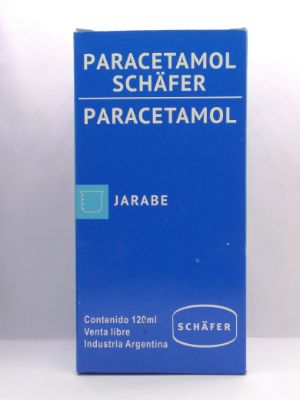 PARACETAMOL
SCHÄFER
PARACETAMOL
JARABE
Contenido 120ml
Venta libre
Industria Argentina
SCHÄFER